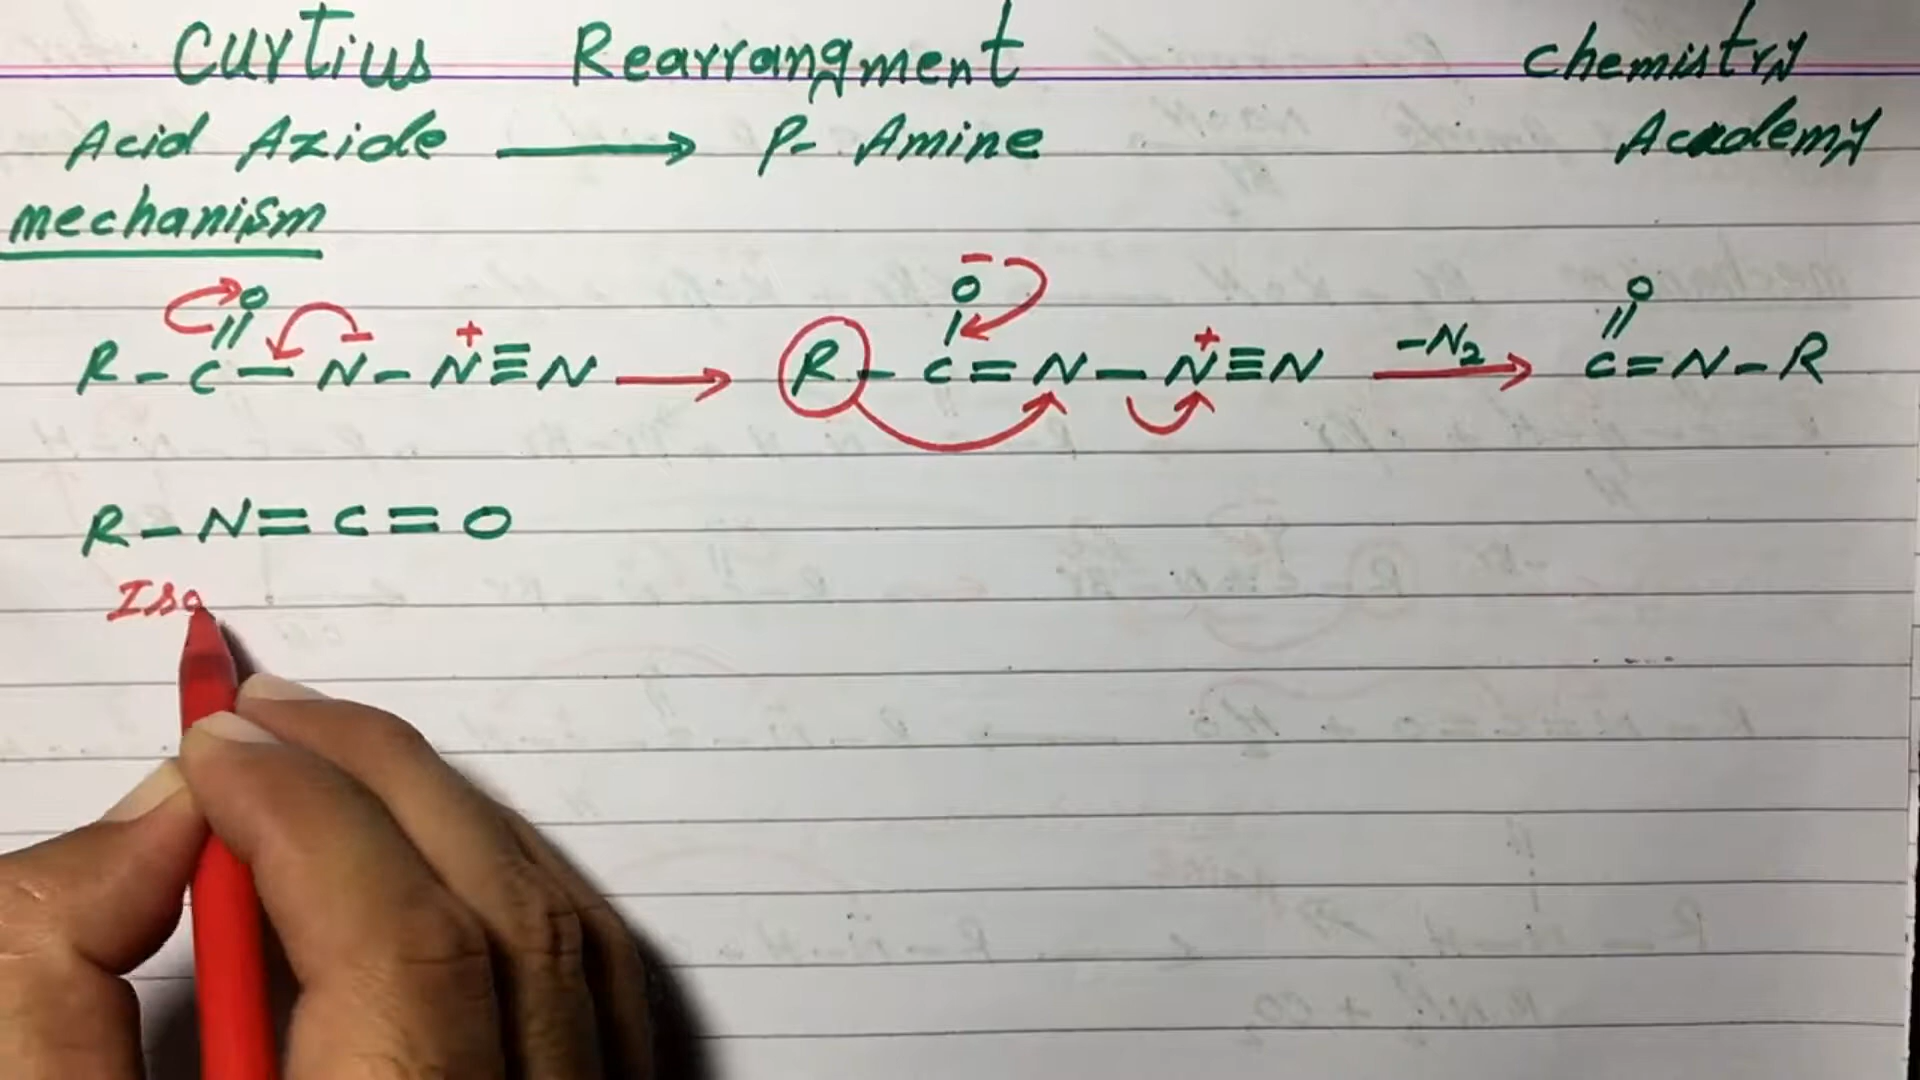 Curtius Rearrangment
Chemistry
Academy
Acid Azide → P- Amine
mechanism
O
R - C - N⁻ - N⁺ ≡ N → R - C = N - N⁺ ≡ N -N₂ → C = N - R
O⁻
O
R - N = C = O
Iso